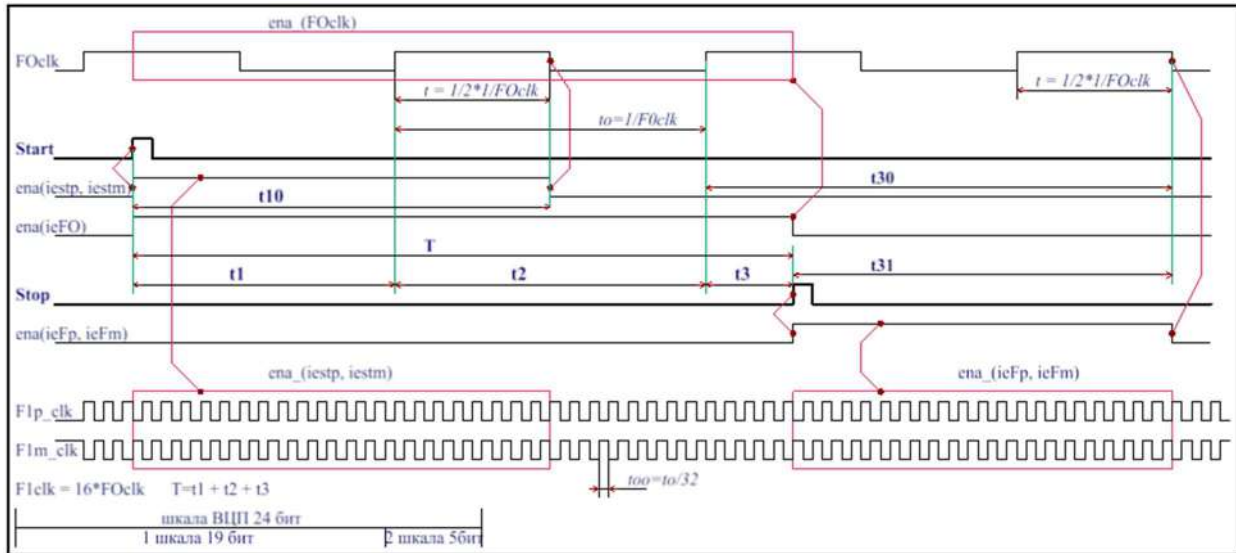 ena_(FOclk)
FOclk
t = 1/2*1/FOclk
t = 1/2*1/FOclk
to=1/F0clk
Start
ena(iestp, iestm)
t30
t10
ena(ieFO)
T
t1
t2
t3
t31
Stop
ena(ieFp, ieFm)
ena_(iestp, iestm)
ena_(ieFp, ieFm)
F1p_clk
F1m_clk
too=to/32
F1clk = 16*FOclk T=t1 + t2 + t3
шкала ВЦП 24 бит
1 шкала 19 бит
2 шкала 5бит